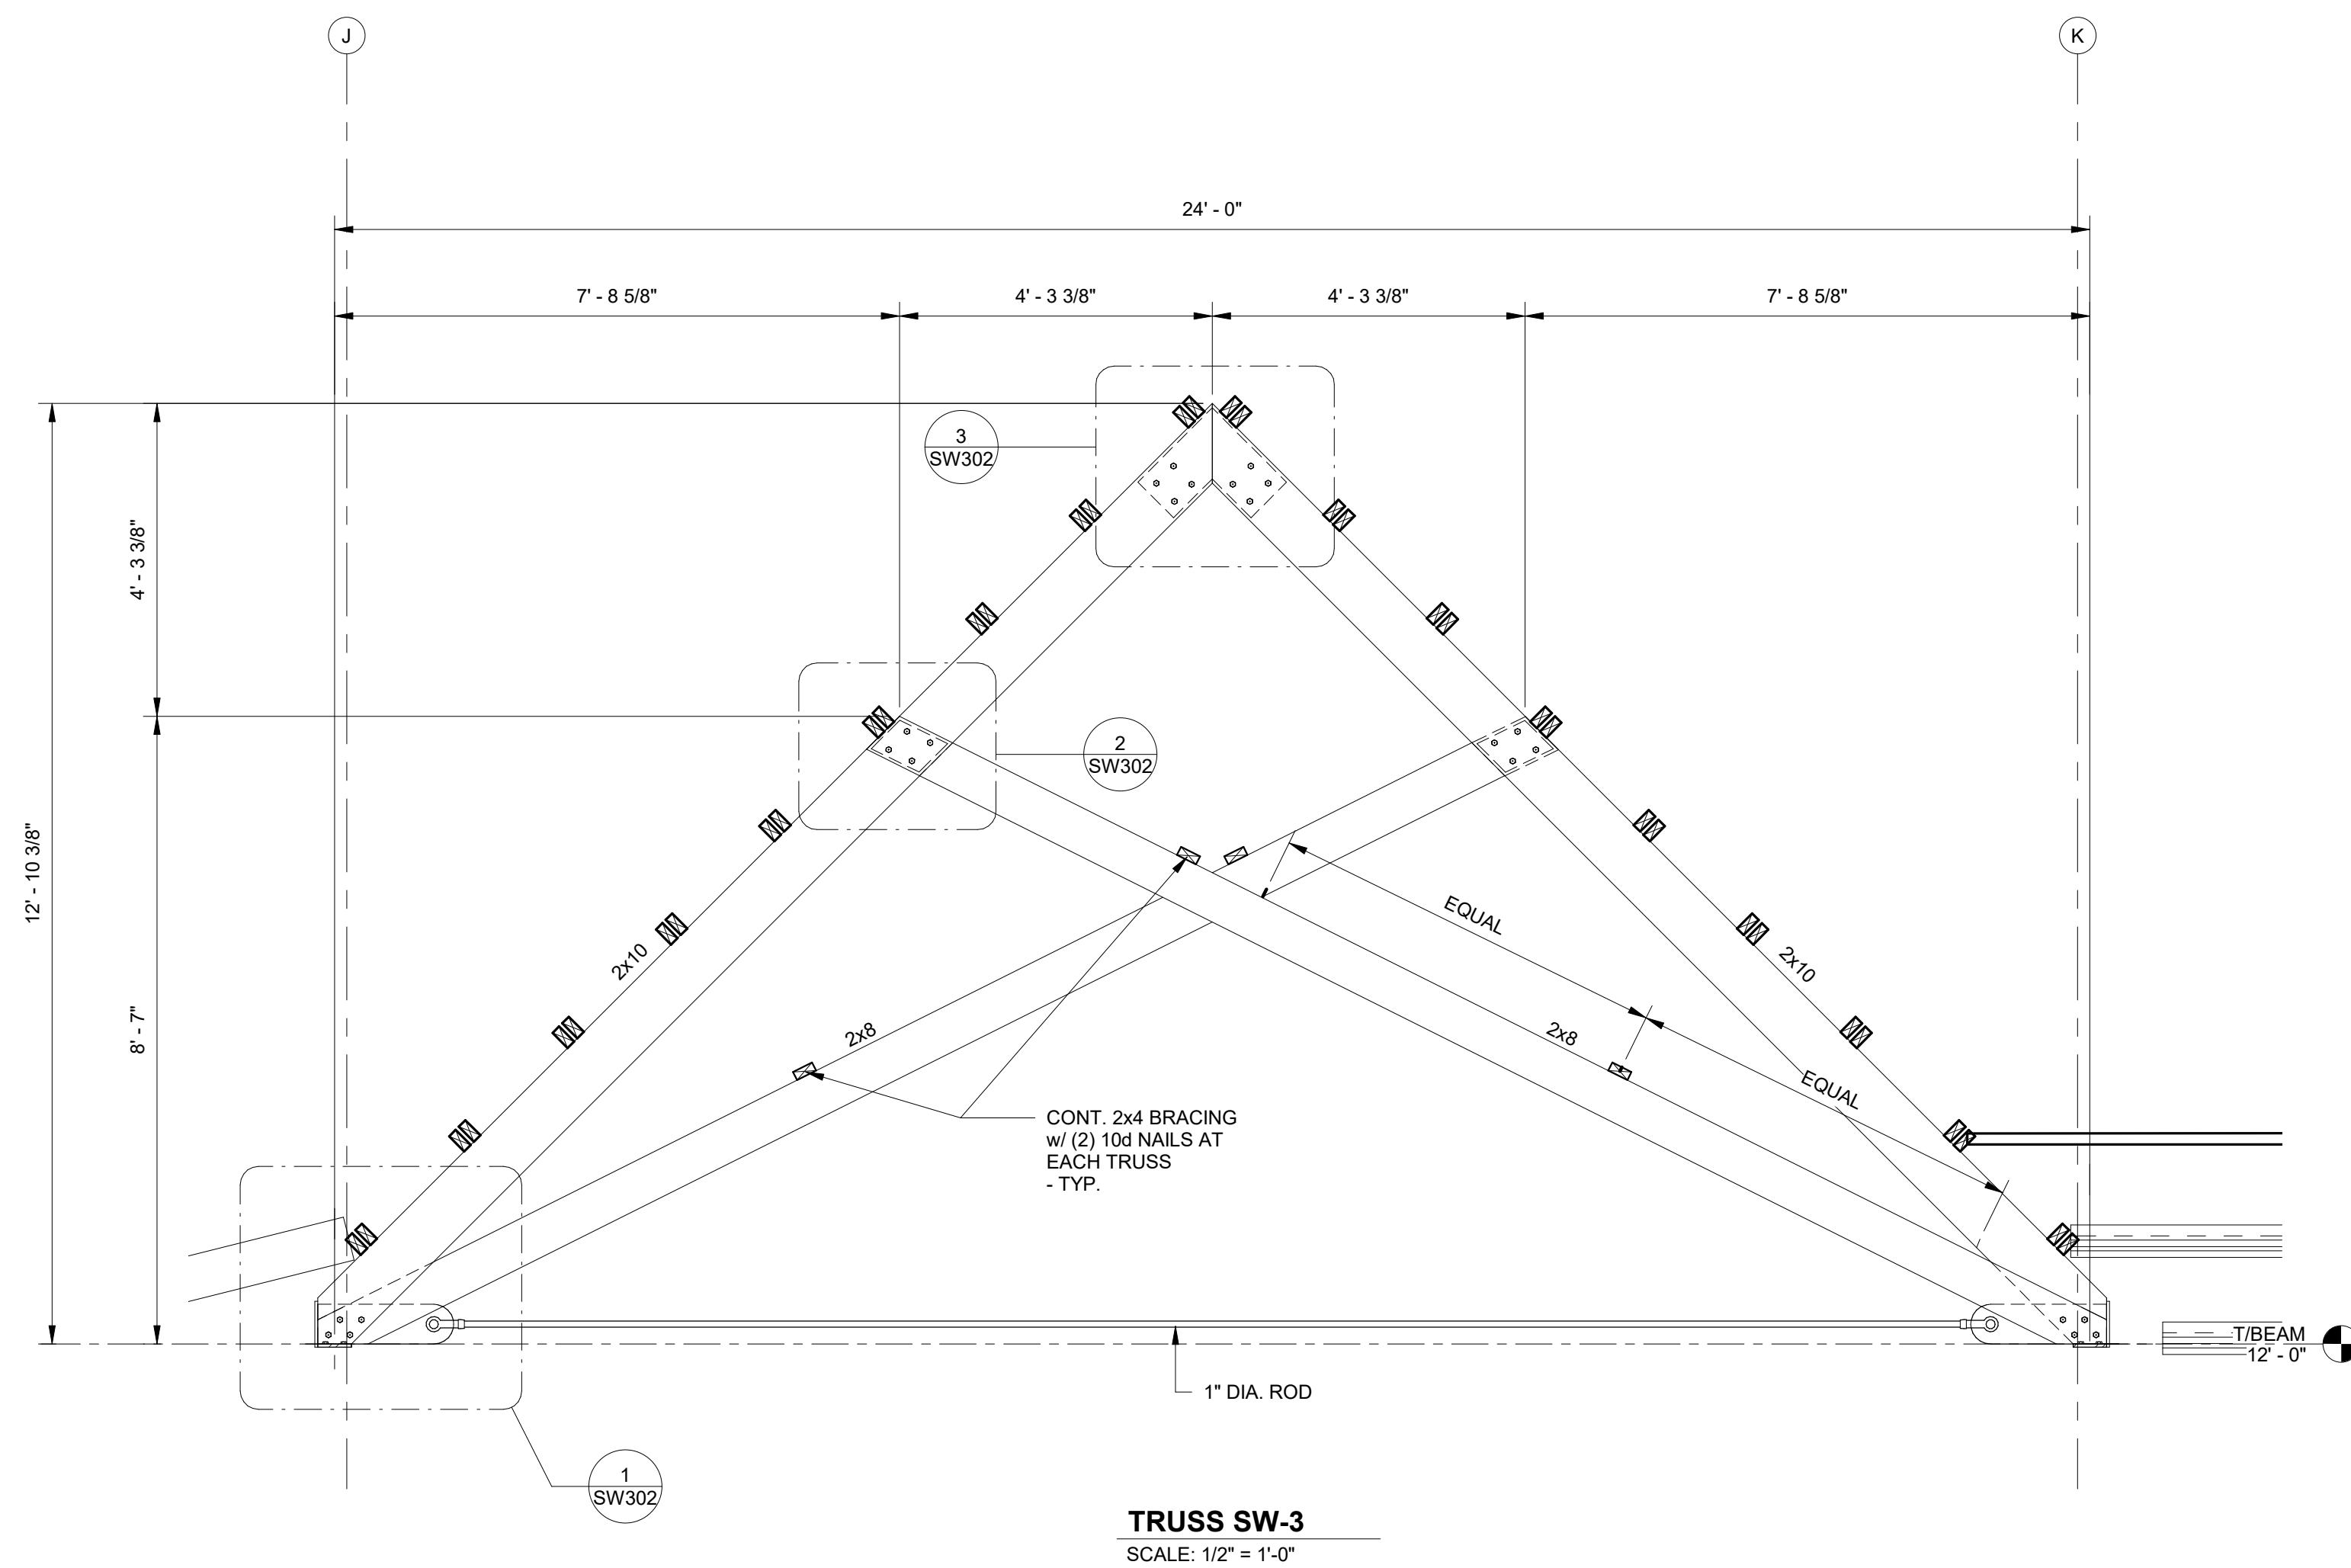 J
K
24' - 0"
7' - 8 5/8"
4' - 3 3/8"
4' - 3 3/8"
7' - 8 5/8"
3
SW302
4' - 3 3/8"
2
SW302
12' - 10 3/8"
2x10
EQUAL
2x10
8' - 7"
2x8
2x8
EQUAL
CONT. 2x4 BRACING
w/ (2) 10d NAILS AT
EACH TRUSS
- TYP.
T/BEAM
12' - 0"
1" DIA. ROD
1
SW302
TRUSS SW-3
SCALE: 1/2" = 1'-0"